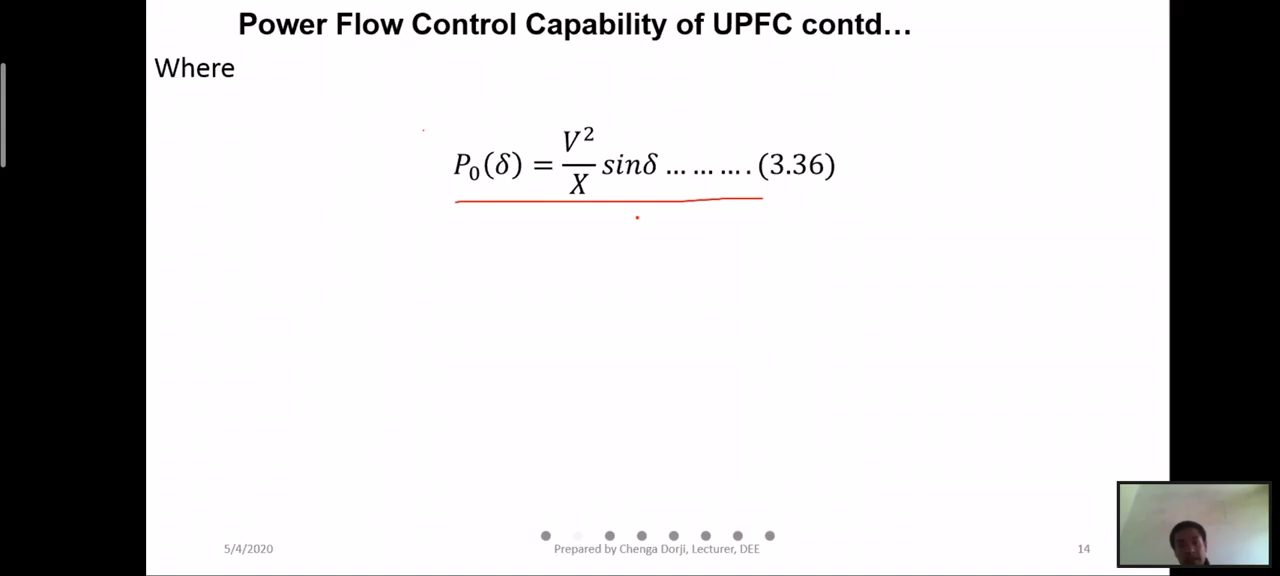 Power Flow Control Capability of UPFC contd…
Where
P₀(δ) = V²/X sinδ … … … . (3.36)
5/4/2020
Prepared by Chenga Dorji, Lecturer, DEE
14